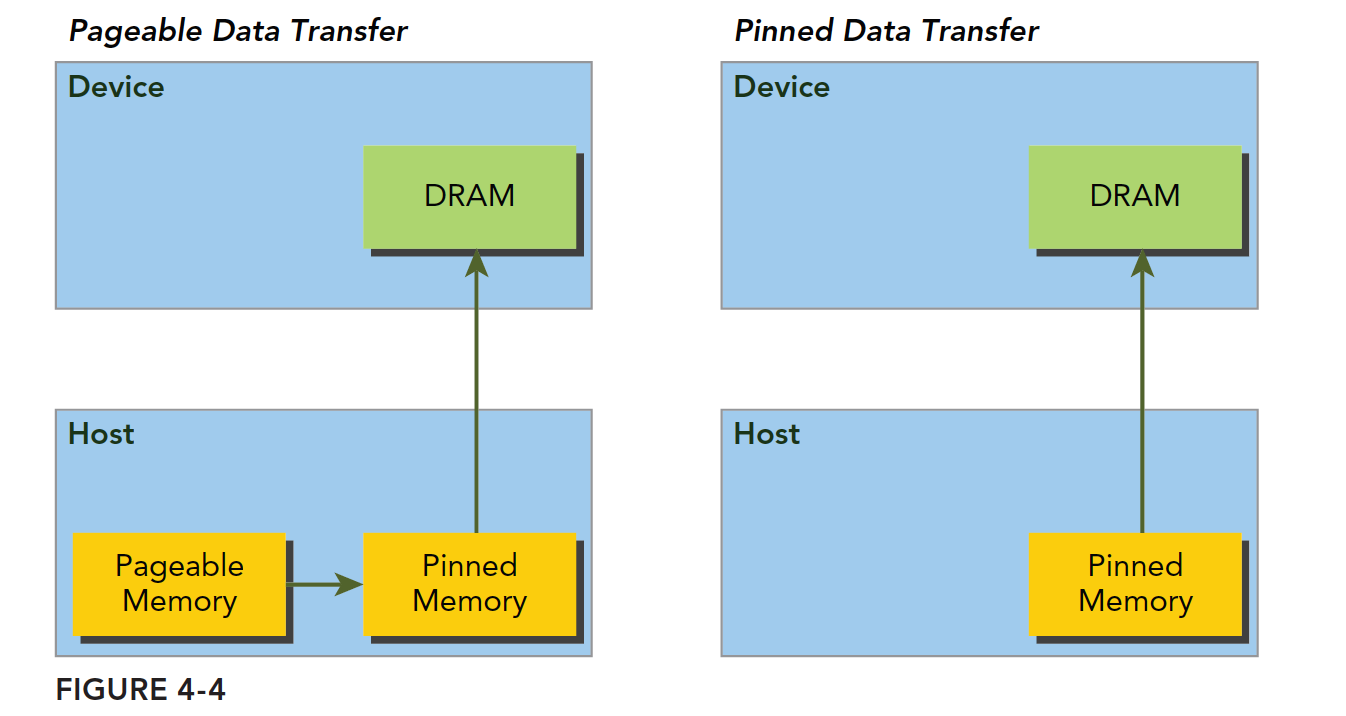 Pageable Data Transfer
Device
DRAM
Host
Pageable
Memory
Pinned
Memory
Pinned Data Transfer
Device
DRAM
Host
Pinned
Memory
FIGURE 4-4